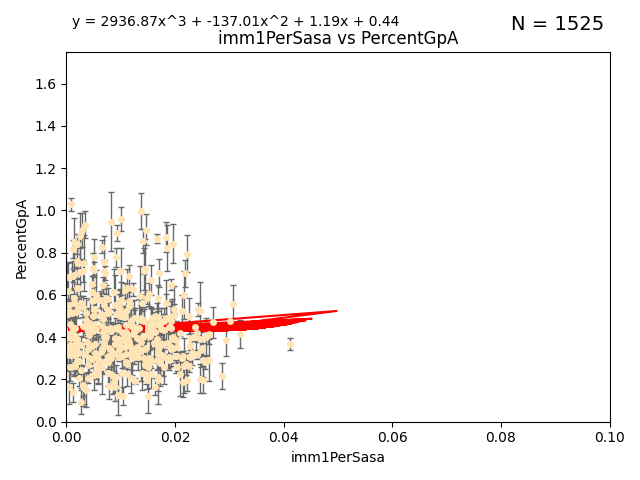 y = 2936.87x^3 + -137.01x^2 + 1.19x + 0.44
N = 1525
imm1PerSasa vs PercentGpA
PercentGpA
1.6
1.4
1.2
1.0
0.8
0.6
0.4
0.2
0.0
0.00 0.02 0.04 0.06 0.08 0.10
imm1PerSasa